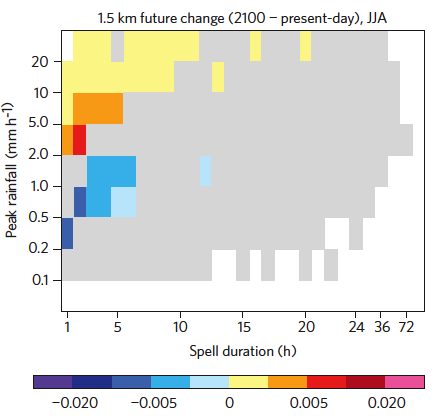 1.5 km future change (2100 − present-day), JJA
Peak rainfall (mm h-1)
20
10
5.0
2.0
1.0
0.5
0.2
0.1
1 5 10 15 20 24 36 72
Spell duration (h)
−0.020 −0.005 0 0.005 0.020